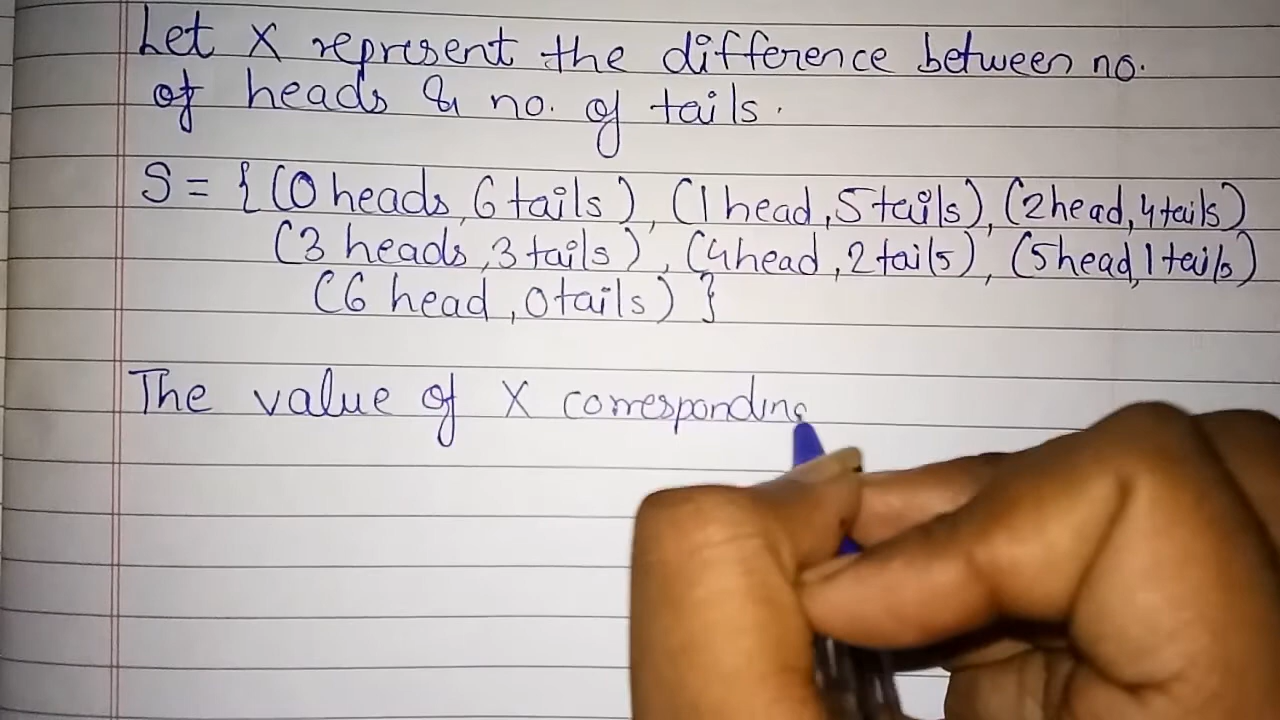 Let X represent the difference between no.
of heads & no. of tails.
S = { (0 heads, 6 tails), (1 head, 5 tails), (2 head, 4 tails)
(3 heads, 3 tails), (4 head, 2 tails), (5 head, 1 tails)
(6 head, 0 tails) }
The value of X corresponding